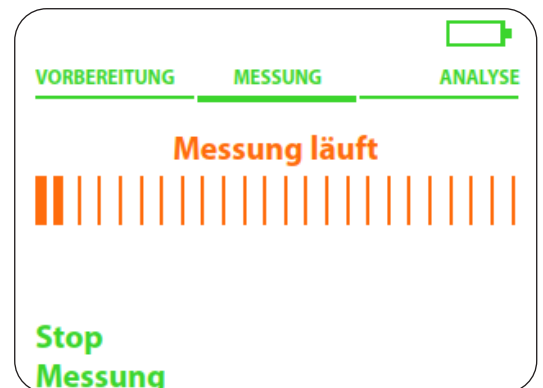 VORBEREITUNG MESSUNG ANALYSE
Messung läuft
Stop
Messung